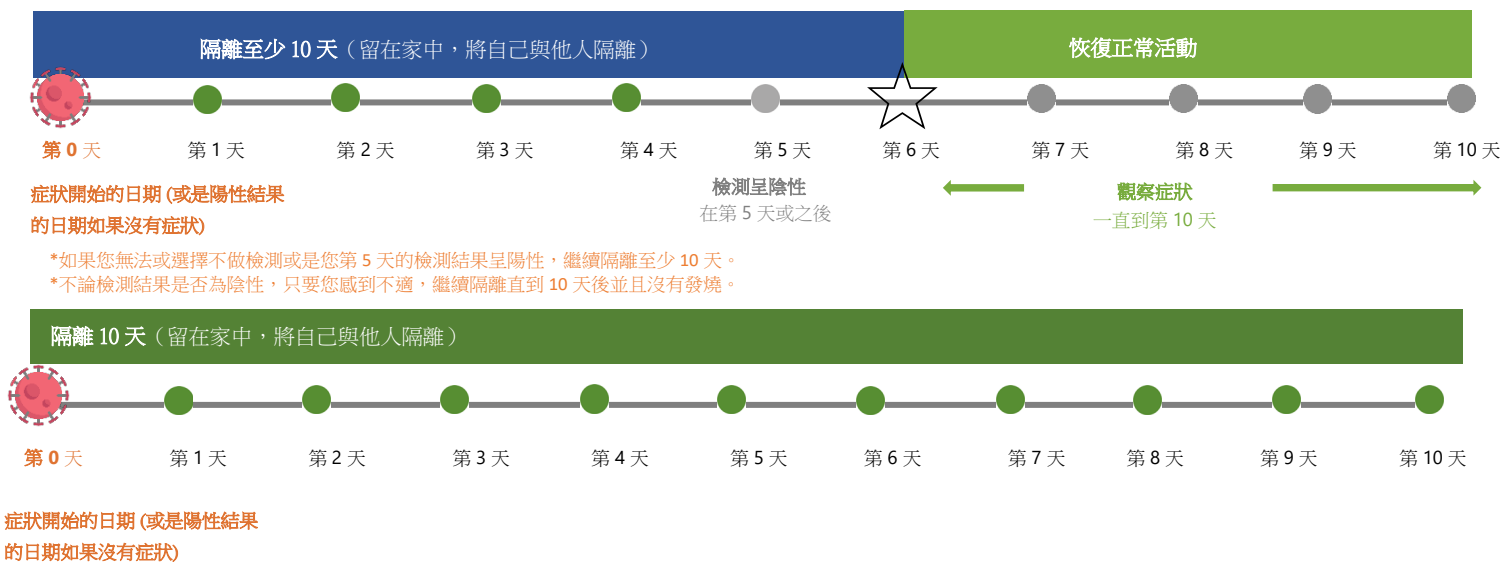 隔離至少 10 天（留在家中，將自己與他人隔離）
恢復正常活動
第 0 天
第 1 天
第 2 天
第 3 天
第 4 天
第 5 天
第 6 天
第 7 天
第 8 天
第 9 天
第 10 天
症狀開始的日期 (或是陽性結果
的日期如果沒有症狀)
檢測呈陰性
在第 5 天或之後
觀察症狀
一直到第 10 天
*如果您無法或選擇不做檢測或是您第 5 天的檢測結果呈陽性，繼續隔離至少 10 天。
*不論檢測結果是否為陰性，只要您感到不適，繼續隔離直到 10 天後並且沒有發燒。
隔離 10 天（留在家中，將自己與他人隔離）
第 0 天
第 1 天
第 2 天
第 3 天
第 4 天
第 5 天
第 6 天
第 7 天
第 8 天
第 9 天
第 10 天
症狀開始的日期 (或是陽性結果
的日期如果沒有症狀)